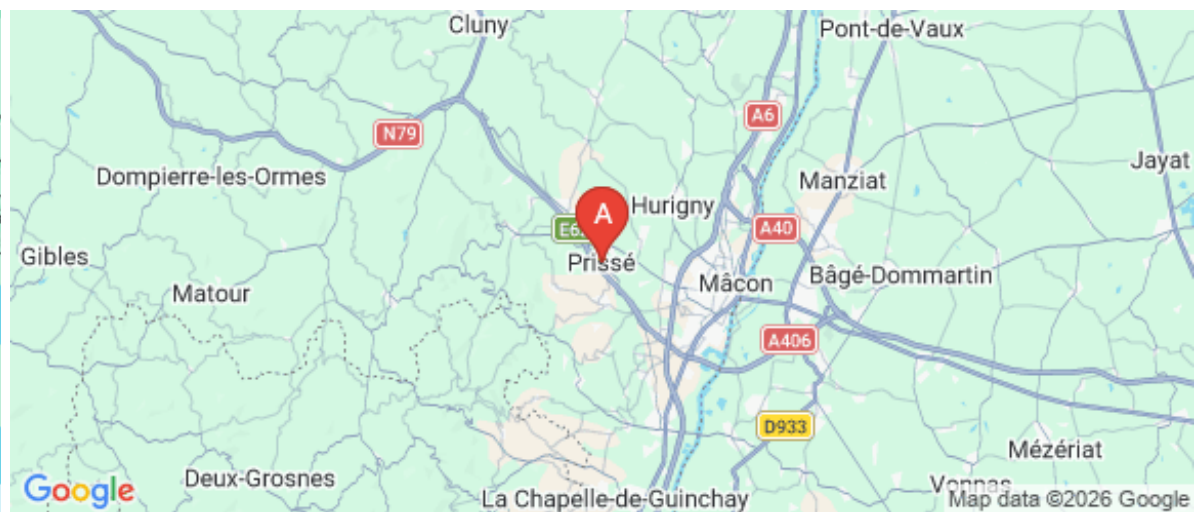 Cluny
Pont-de-Vaux
A6
N79
Jayat
Dompierre-les-Ormes
Manziat
A
Hurigny
A40
Gibles
Prissé
Bâgé-Dommartin
Mâcon
Matour
A406
D933
Mézériat
Deux-Grosnes
Vonnas
Google
La Chapelle-de-Guinchay
Map data ©2026 Google